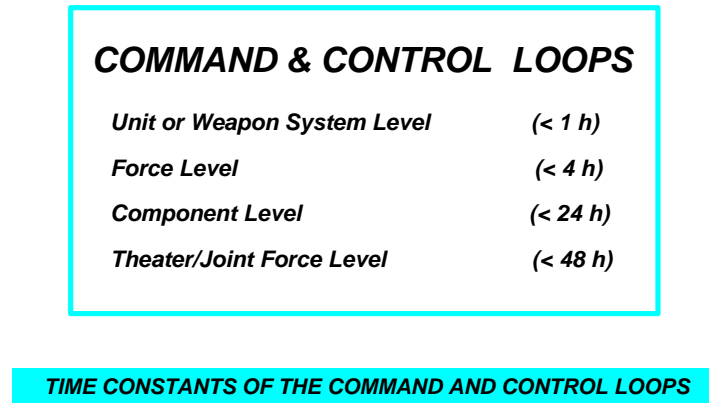 COMMAND & CONTROL LOOPS
Unit or Weapon System Level (< 1 h)
Force Level (< 4 h)
Component Level (< 24 h)
Theater/Joint Force Level (< 48 h)
TIME CONSTANTS OF THE COMMAND AND CONTROL LOOPS